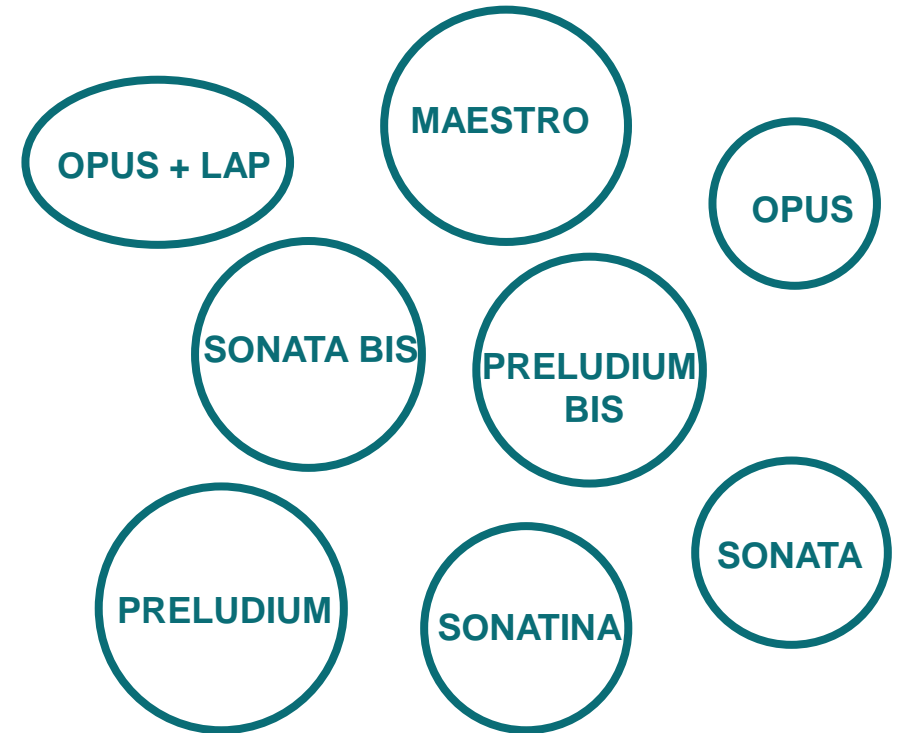 MAESTRO
OPUS + LAP
OPUS
SONATA BIS
PRELUDIUM
BIS
SONATA
PRELUDIUM
SONATINA